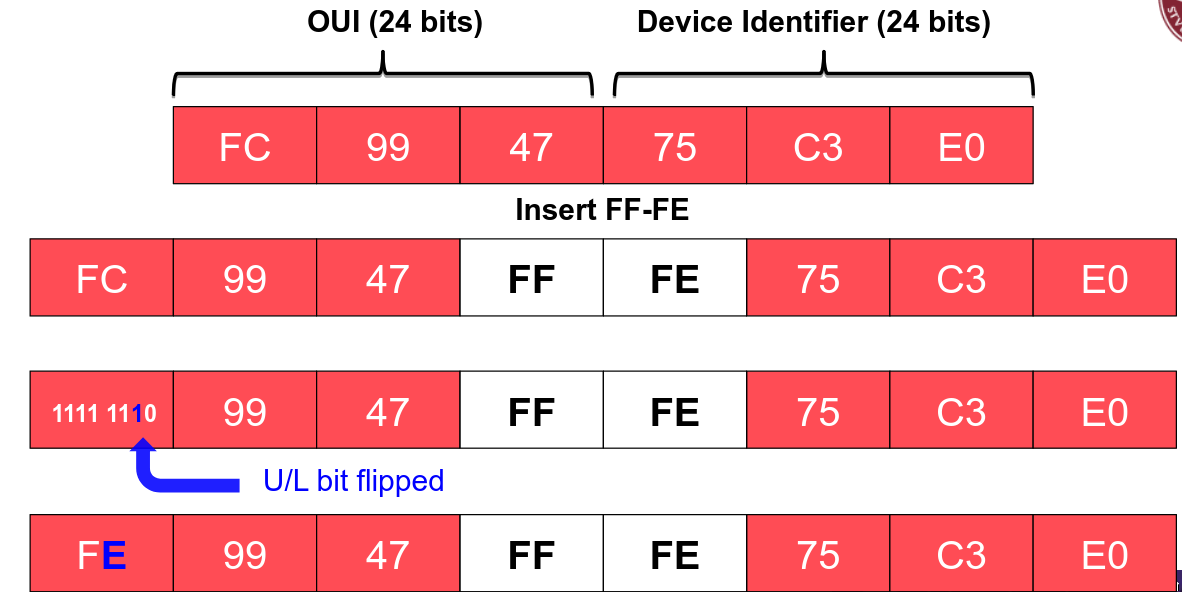 OUI (24 bits) Device Identifier (24 bits)
FC 99 47 75 C3 E0
Insert FF-FE
FC 99 47 FF FE 75 C3 E0
1111 1110 99 47 FF FE 75 C3 E0
U/L bit flipped
FE 99 47 FF FE 75 C3 E0